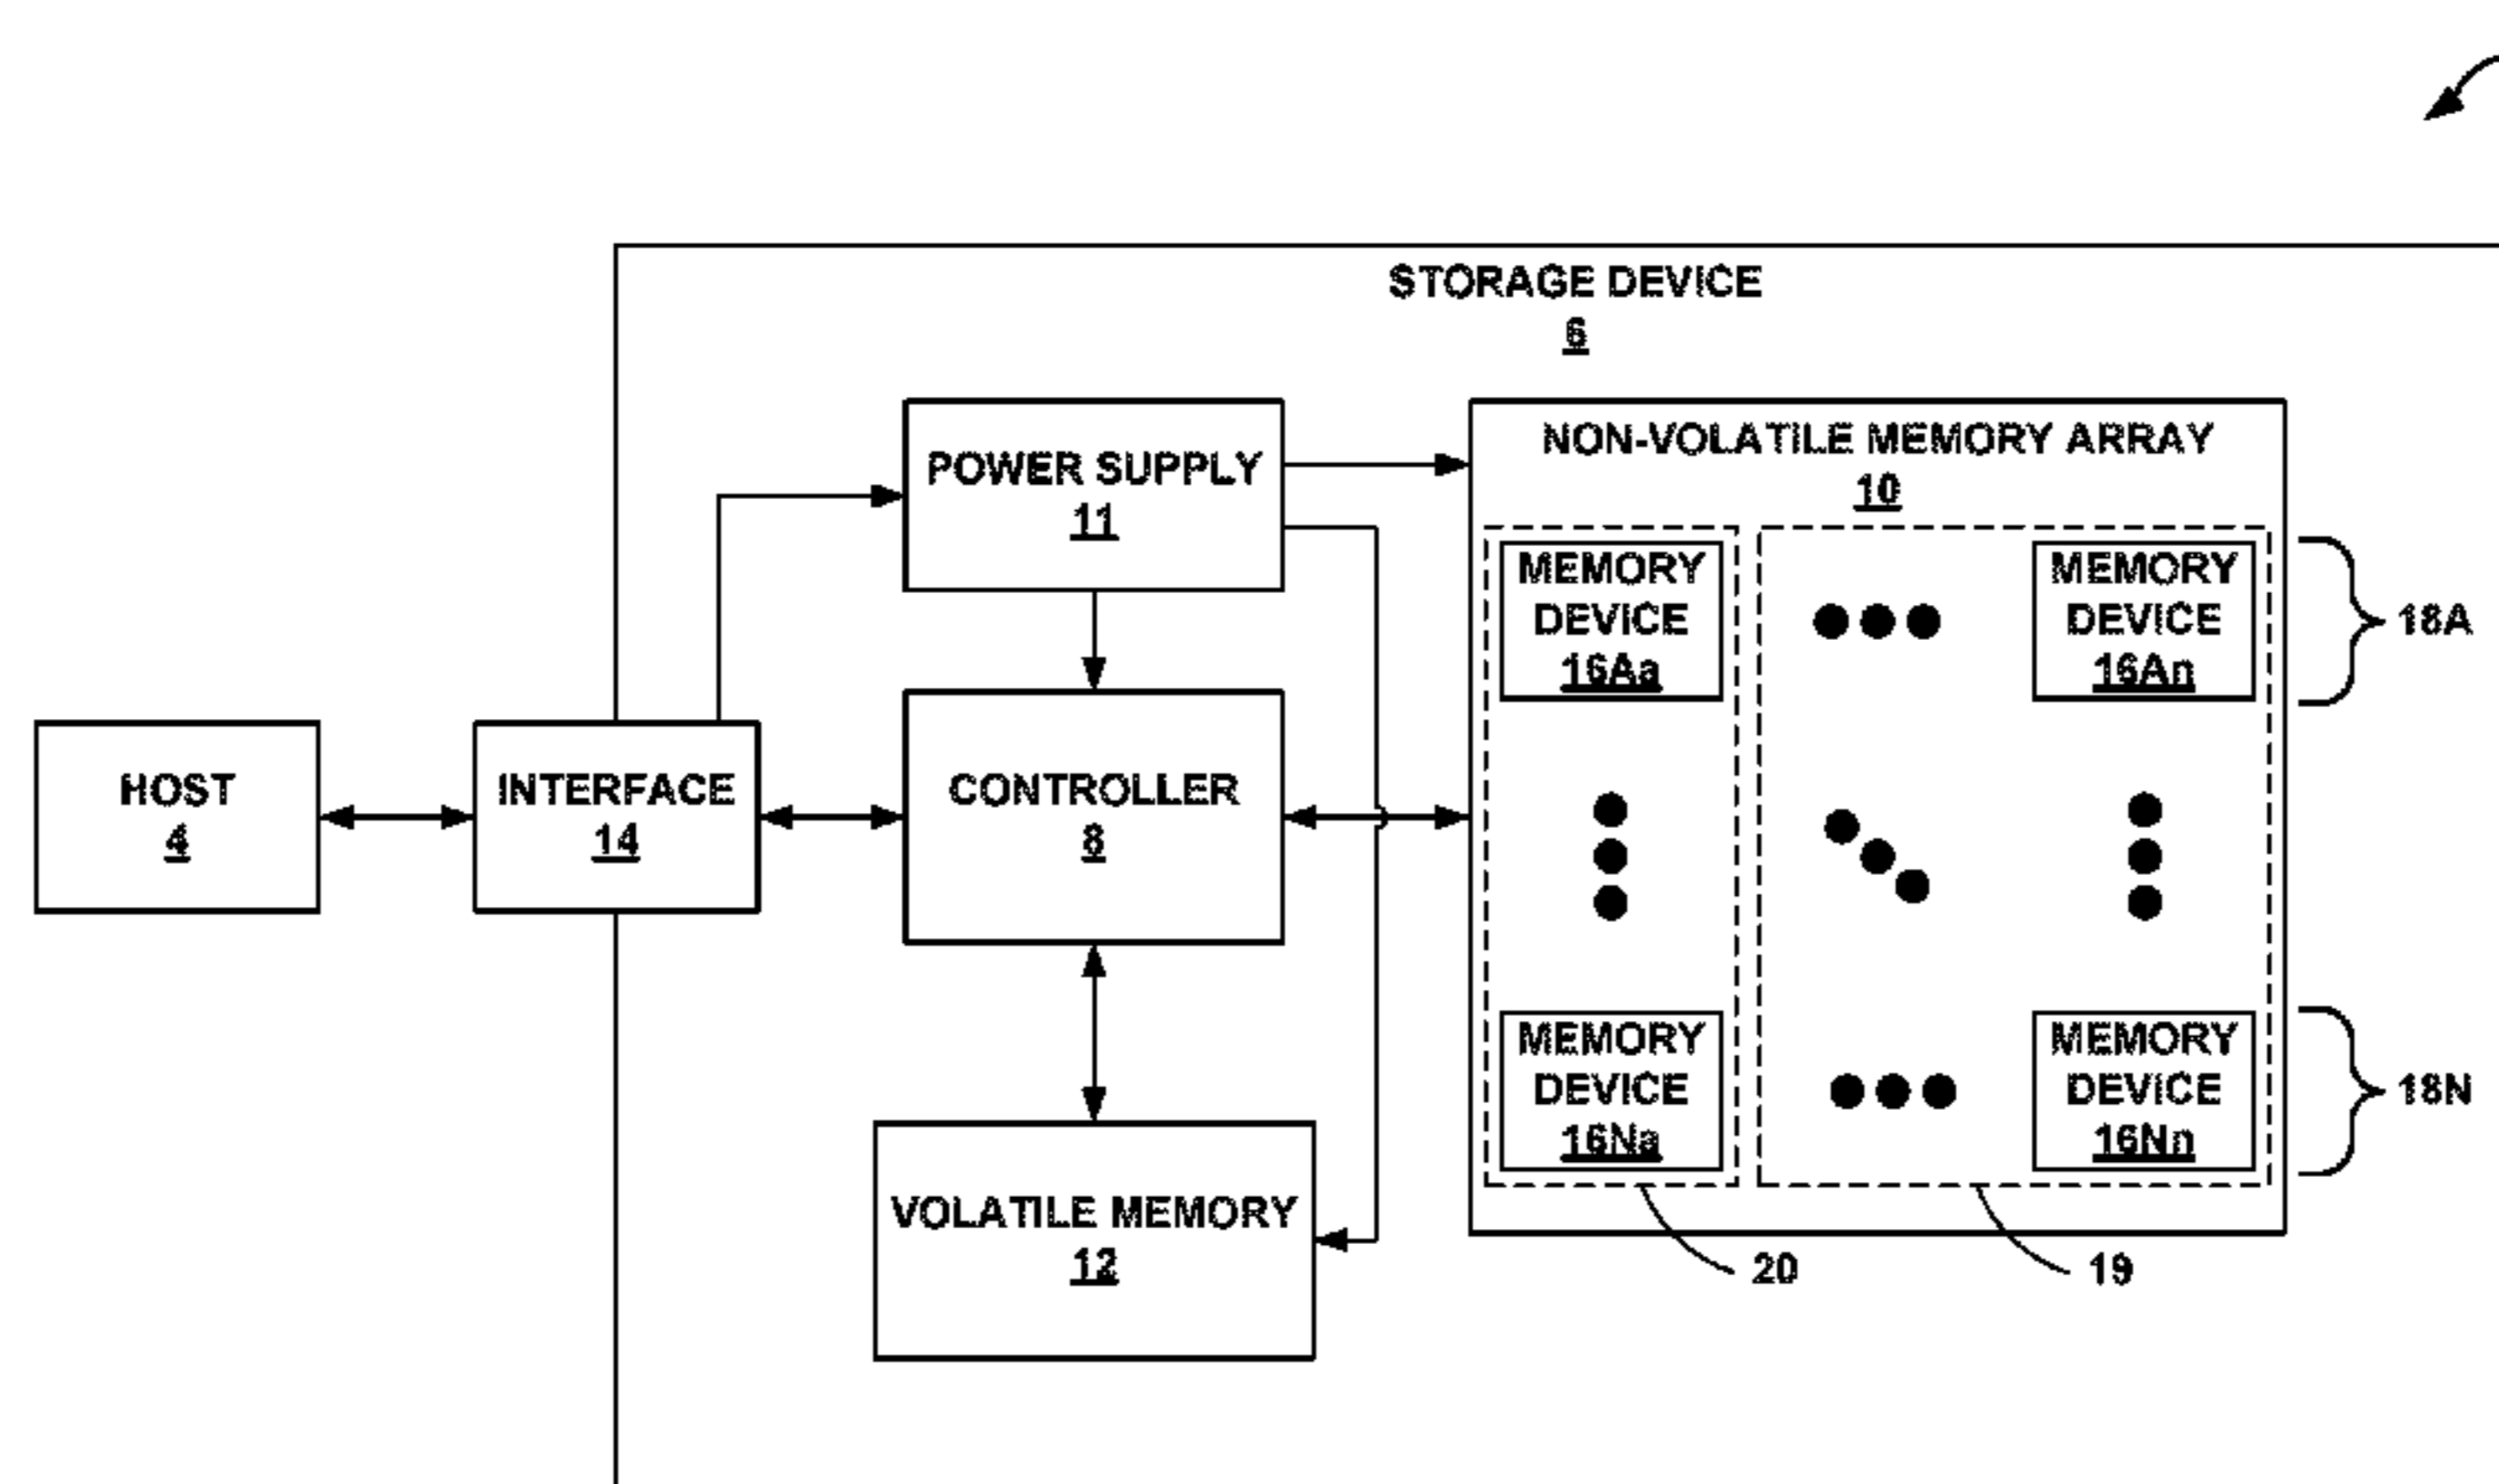 STORAGE DEVICE
6
POWER SUPPLY
11
NON-VOLATILE MEMORY ARRAY
10
MEMORY
DEVICE
16Aa
MEMORY
DEVICE
16An
18A
HOST
4
INTERFACE
14
CONTROLLER
8
MEMORY
DEVICE
16Na
MEMORY
DEVICE
16Nn
18N
VOLATILE MEMORY
12
20
19